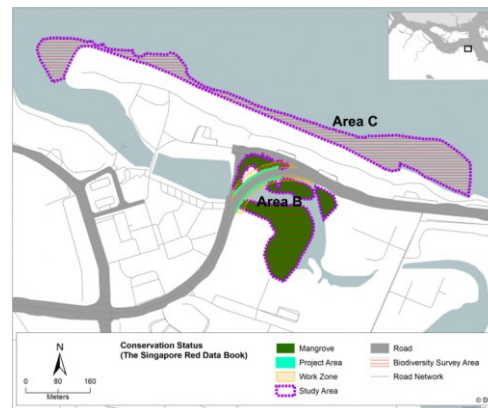 Area C
Area B
Conservation Status
(The Singapore Red Data Book)
N
0 80 160
Meters
Mangrove
Project Area
Work Zone
Study Area
Road
Biodiversity Survey Area
Road Network
© D